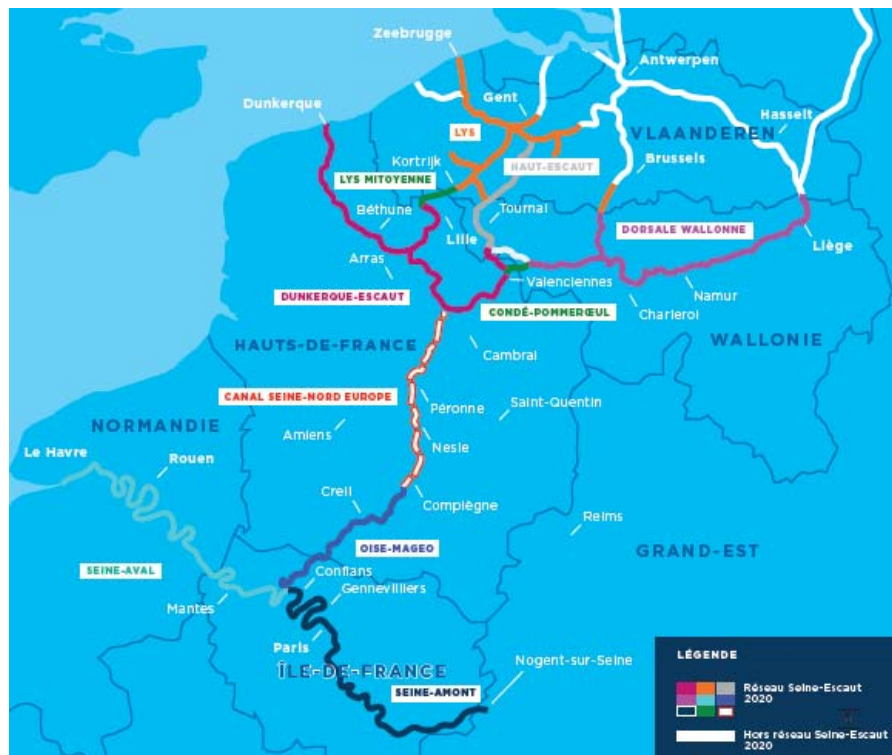 Zeebrugge
Antwerpen
Dunkerque
Gent
Hasselt
LYS
VLAANDEREN
Kortrijk
HAUT-ESCAUT
Brussels
LYS MITOYENNE
Béthune
Tournai
Lille
DORSALE WALLONNE
Liège
Arras
Valenciennes
Namur
DUNKERQUE-ESCAUT
CONDÉ-POMMERŒUL
Charleroi
WALLONIE
HAUTS-DE-FRANCE
Cambrai
CANAL SEINE-NORD EUROPE
Péronne
Saint-Quentin
NORMANDIE
Amiens
Nesle
Le Havre
Rouen
Creil
Compiègne
Reims
OISE-MAGEO
GRAND-EST
SEINE-AVAL
Conflans
Gennevilliers
Mantes
Paris
LÉGENDE
Nogent-sur-Seine
ÎLE-DE-FRANCE
SEINE-AMONT
Réseau Seine-Escaut
2020
Hors réseau Seine-Escaut
2020